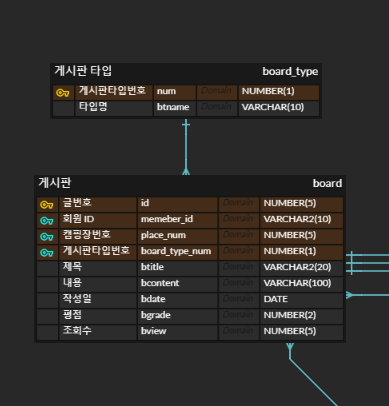 게시판 타입 board_type
게시판타입번호 num Domain NUMBER(1)
타입명 btname Domain VARCHAR(10)
게시판 board
글번호 id Domain NUMBER(5)
회원 ID memeber_id Domain VARCHAR2(10)
캠핑장번호 place_num Domain NUMBER(5)
게시판타입번호 board_type_num Domain NUMBER(1)
제목 btitle Domain VARCHAR2(20)
내용 bcontent Domain VARCHAR(100)
작성일 bdate Domain DATE
평점 bgrade Domain NUMBER(2)
조회수 bview Domain NUMBER(5)